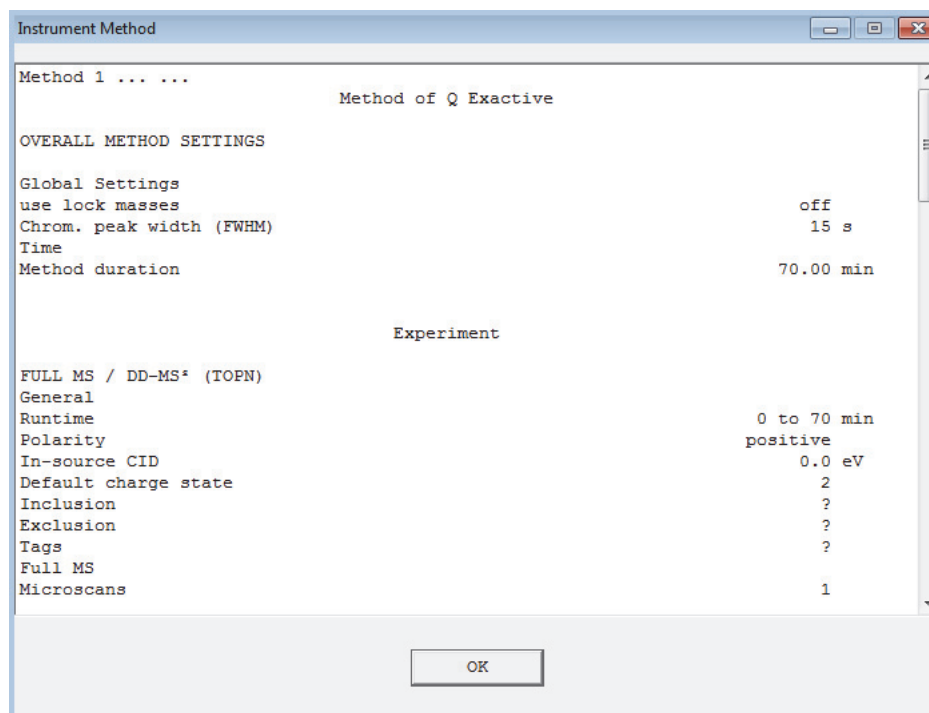 Instrument Method
Method 1 ... ...
Method of Q Exactive
OVERALL METHOD SETTINGS
Global Settings
use lock masses off
Chrom. peak width (FWHM) 15 s
Time
Method duration 70.00 min
Experiment
FULL MS / DD-MS² (TOPN)
General
Runtime 0 to 70 min
Polarity positive
In-source CID 0.0 eV
Default charge state 2
Inclusion ?
Exclusion ?
Tags ?
Full MS
Microscans 1
OK